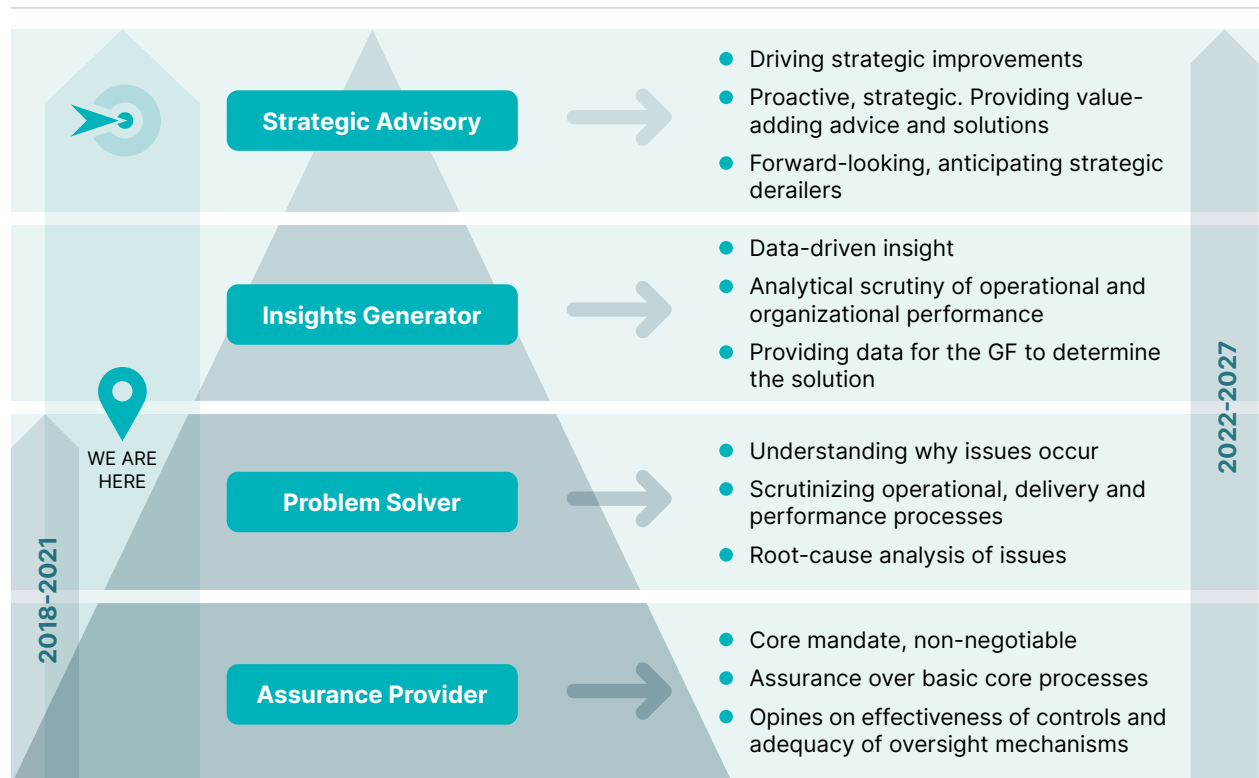 Strategic Advisory
Driving strategic improvements
Proactive, strategic. Providing value-
adding advice and solutions
Forward-looking, anticipating strategic
derailers
Insights Generator
Data-driven insight
Analytical scrutiny of operational and
organizational performance
Providing data for the GF to determine
the solution
WE ARE
HERE
Problem Solver
Understanding why issues occur
Scrutinizing operational, delivery and
performance processes
Root-cause analysis of issues
Assurance Provider
Core mandate, non-negotiable
Assurance over basic core processes
Opines on effectiveness of controls and
adequacy of oversight mechanisms
2018-2021
2022-2027